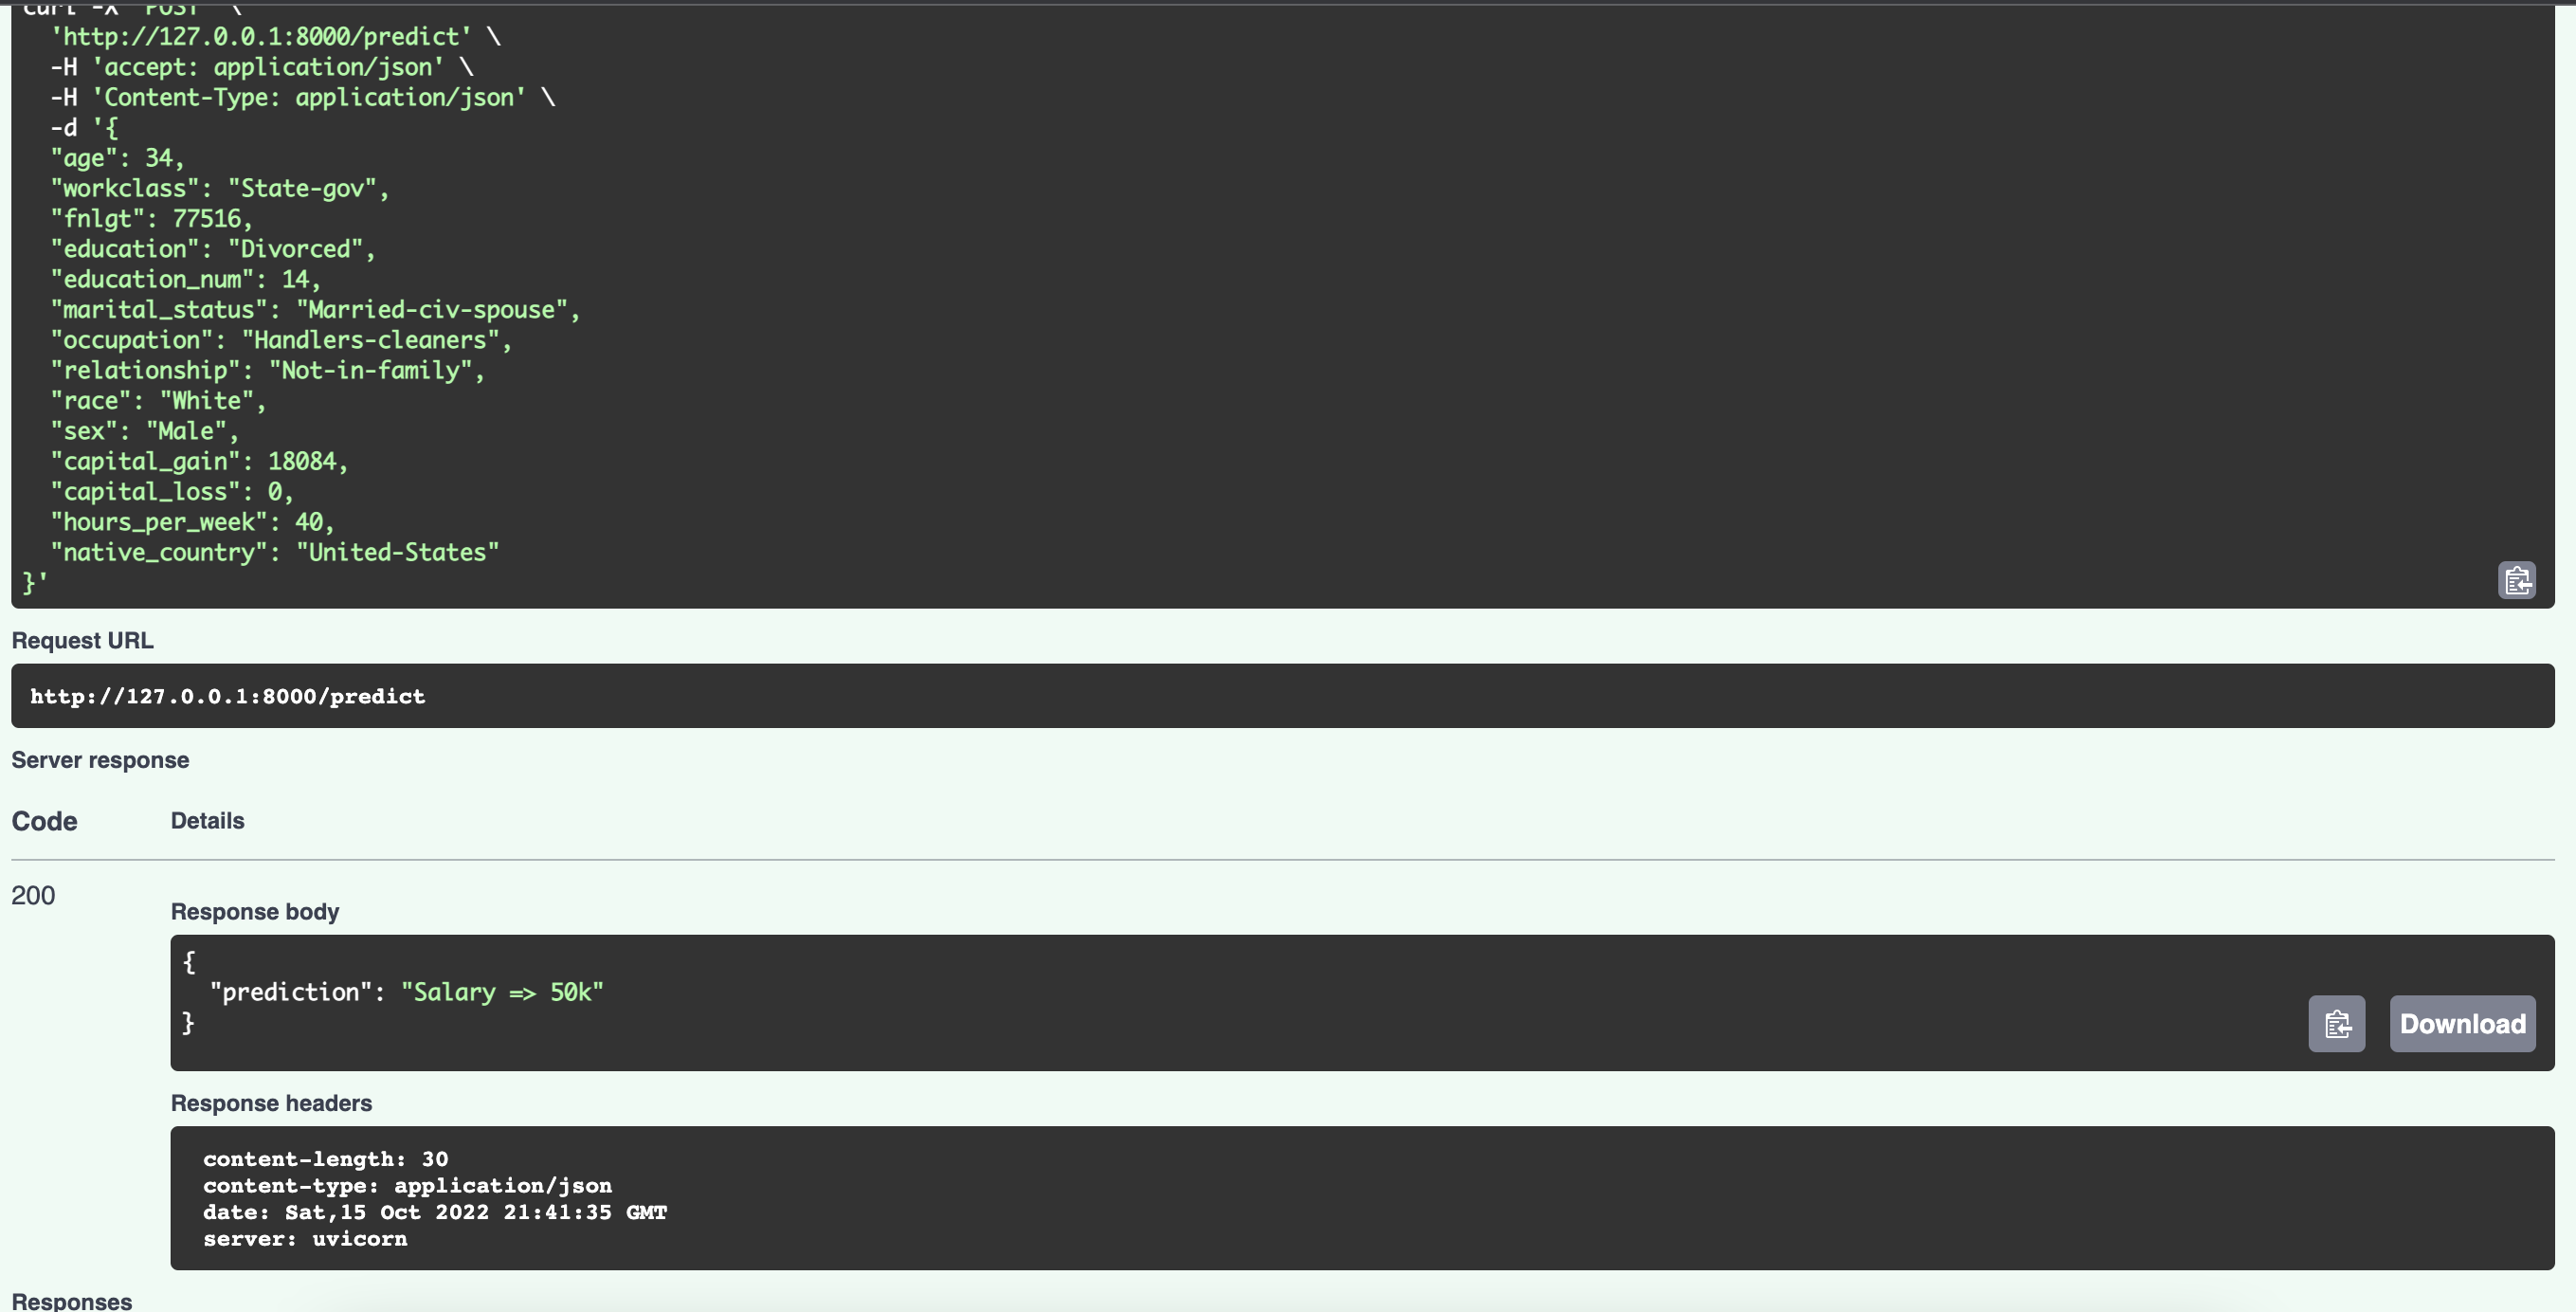 curl -X 'POST' \
'http://127.0.0.1:8000/predict' \
-H 'accept: application/json' \
-H 'Content-Type: application/json' \
-d '{
"age": 34,
"workclass": "State-gov",
"fnlgt": 77516,
"education": "Divorced",
"education_num": 14,
"marital_status": "Married-civ-spouse",
"occupation": "Handlers-cleaners",
"relationship": "Not-in-family",
"race": "White",
"sex": "Male",
"capital_gain": 18084,
"capital_loss": 0,
"hours_per_week": 40,
"native_country": "United-States"
}'
Request URL
http://127.0.0.1:8000/predict
Server response
Code Details
200
Response body
{
"prediction": "Salary => 50k"
}
Download
Response headers
content-length: 30
content-type: application/json
date: Sat,15 Oct 2022 21:41:35 GMT
server: uvicorn
Responses